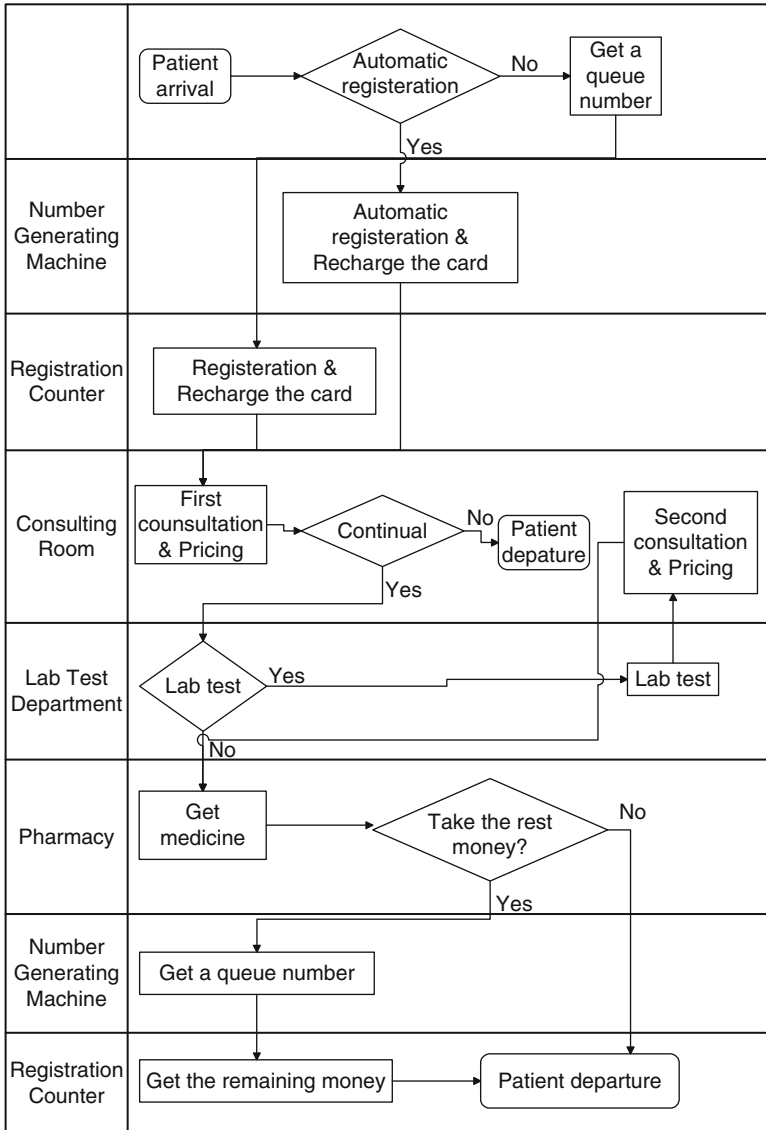 Patient
arrival
Automatic
registeration
No
Get a
queue
number
Yes
Number
Generating
Machine
Automatic
registeration &
Recharge the card
Registration
Counter
Registeration &
Recharge the card
Consulting
Room
First
counsultation
& Pricing
Continual
No
Patient
depature
Second
consultation
& Pricing
Yes
Lab Test
Department
Lab test
Yes
Lab test
No
Pharmacy
Get
medicine
Take the rest
money?
No
Yes
Number
Generating
Machine
Get a queue number
Registration
Counter
Get the remaining money
Patient departure